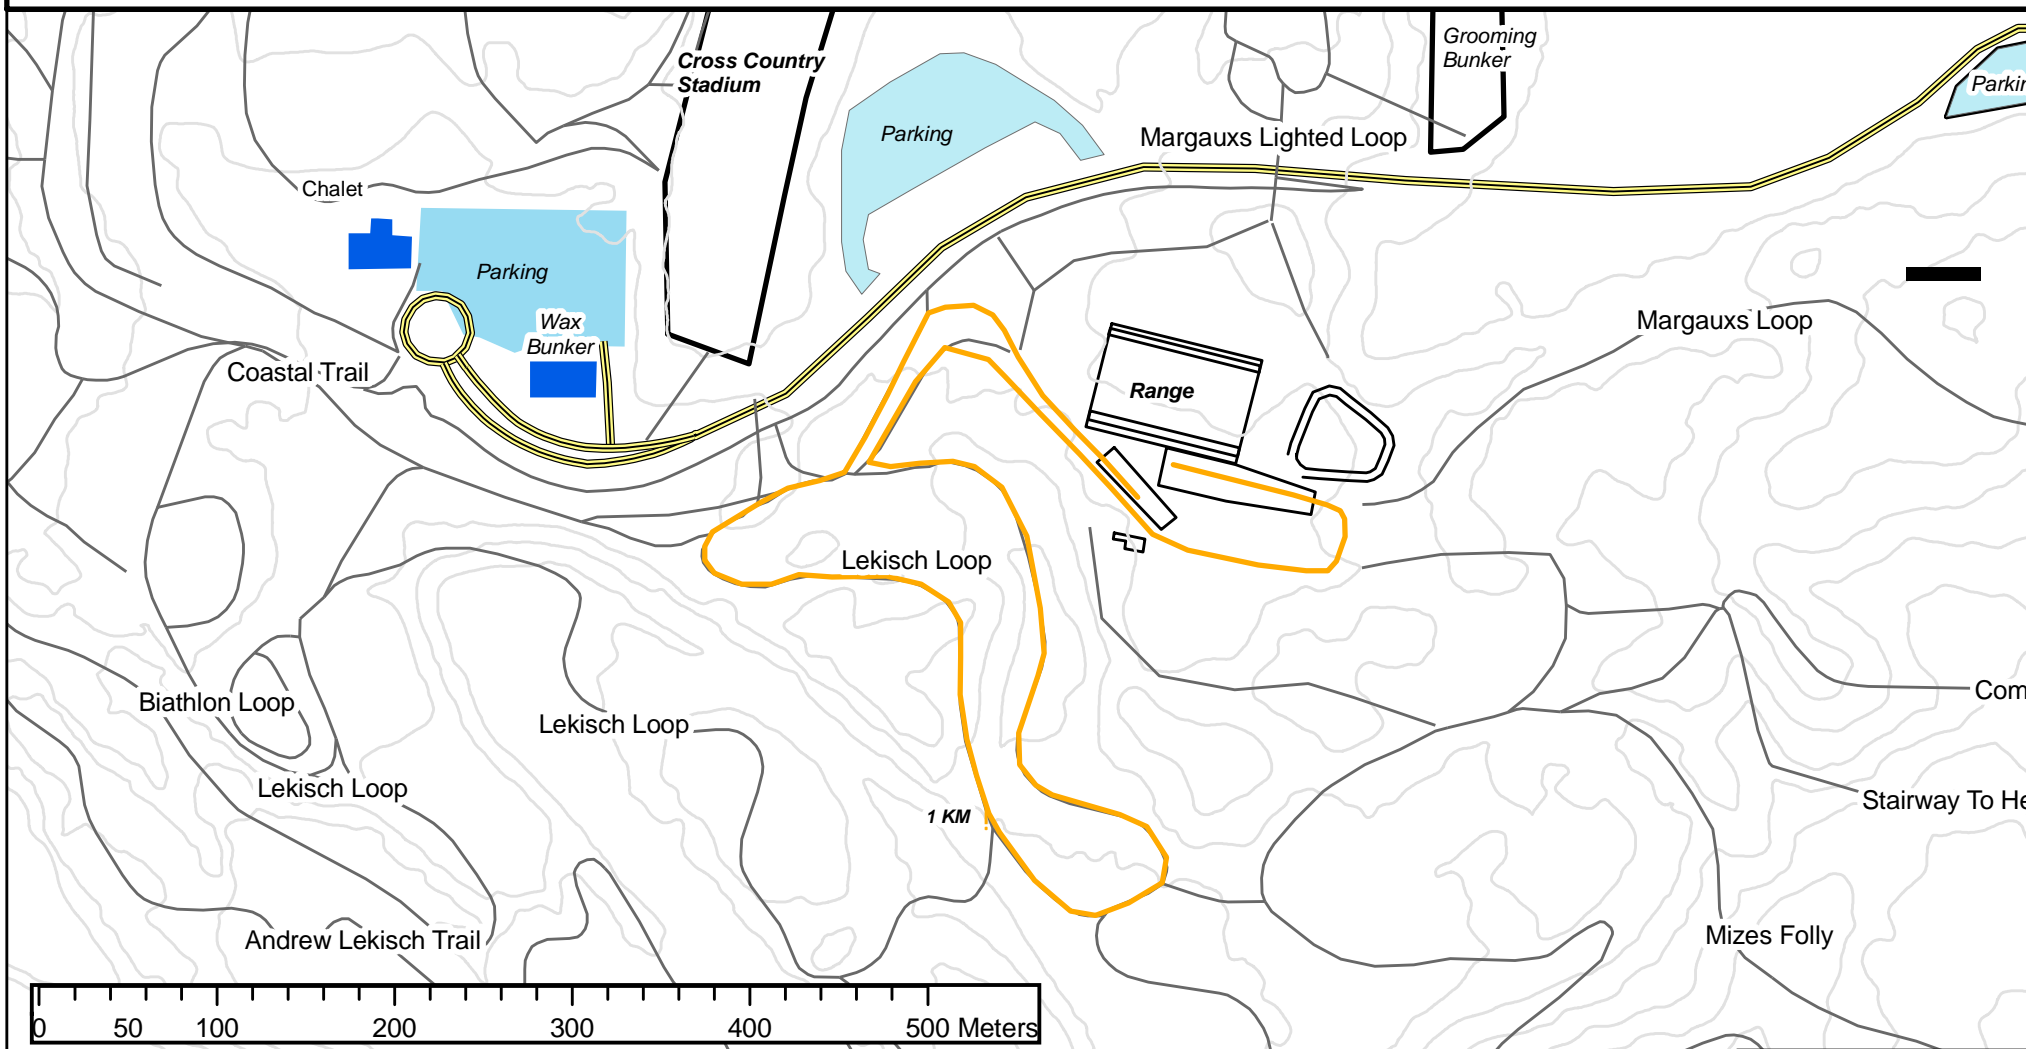 Grooming
Bunker
Cross Country
Stadium
Parkin
Parking
Margauxs Lighted Loop
Chalet
Parking
Wax
Bunker
Margauxs Loop
Coastal Trail
Range
Lekisch Loop
Biathlon Loop
Com
Lekisch Loop
Lekisch Loop
Stairway To He
1 KM
Andrew Lekisch Trail
Mizes Folly
0 50 100 200 300 400 500 Meters